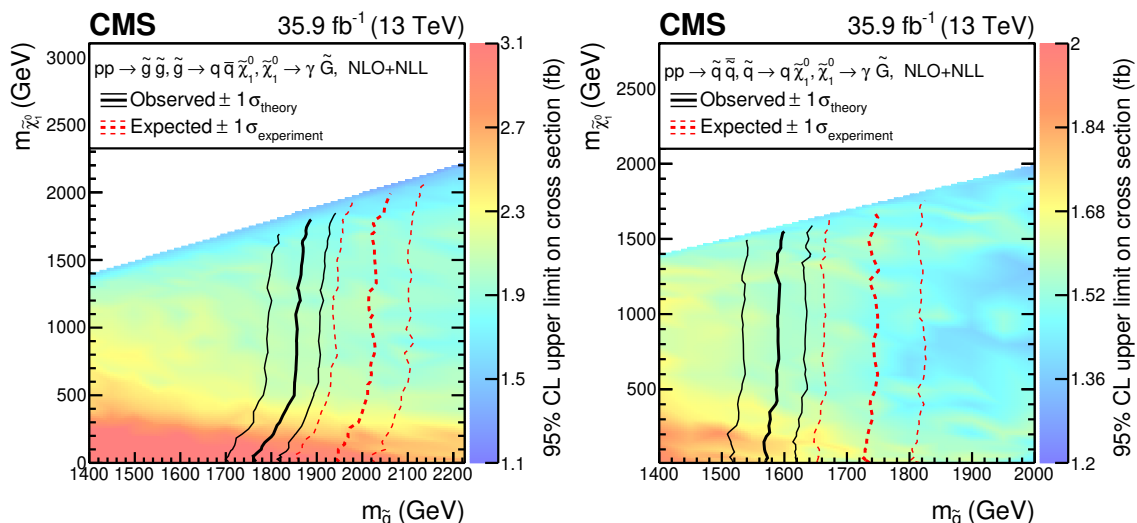 CMS 35.9 fb⁻¹ (13 TeV)
pp → g̃ g̃, g̃ → q q̄ χ̃₁⁰, χ̃₁⁰ → γ G̃, NLO+NLL
Observed ± 1 σ_theory
Expected ± 1 σ_experiment
m_χ̃₁⁰ (GeV)
3000
2500
2000
1500
1000
500
0
1400 1500 1600 1700 1800 1900 2000 2100 2200
m_g̃ (GeV)
3.1
2.7
2.3
1.9
1.5
1.1
95% CL upper limit on cross section (fb)
CMS 35.9 fb⁻¹ (13 TeV)
pp → q̃ q̃̄, q̃ → q χ̃₁⁰, χ̃₁⁰ → γ G̃, NLO+NLL
Observed ± 1 σ_theory
Expected ± 1 σ_experiment
m_χ̃₁⁰ (GeV)
2500
2000
1500
1000
500
0
1400 1500 1600 1700 1800 1900 2000
m_q̃ (GeV)
2
1.84
1.68
1.52
1.36
1.2
95% CL upper limit on cross section (fb)